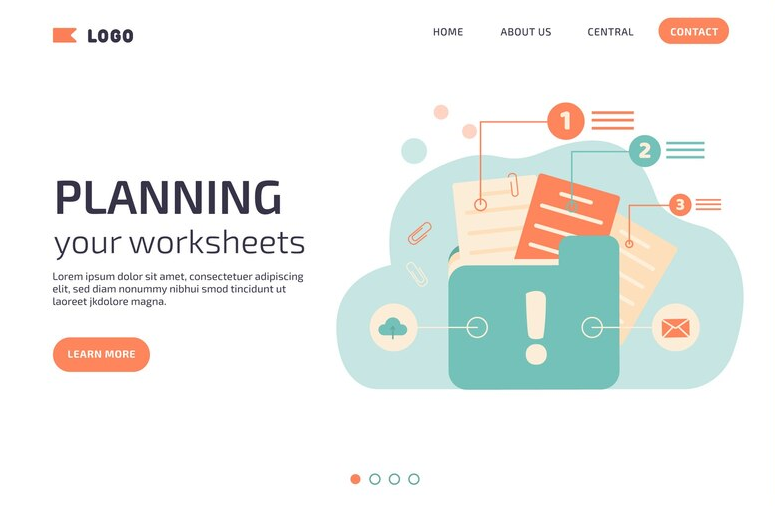 LOGO
HOME
ABOUT US
CENTRAL
CONTACT
1
2
3
PLANNING
your worksheets
Lorem ipsum dolor sit amet, consectetuer adipiscing
elit, sed diam nonummy nibhui smod tincidunt ut
laoreet jkdolore magna.
!
LEARN MORE